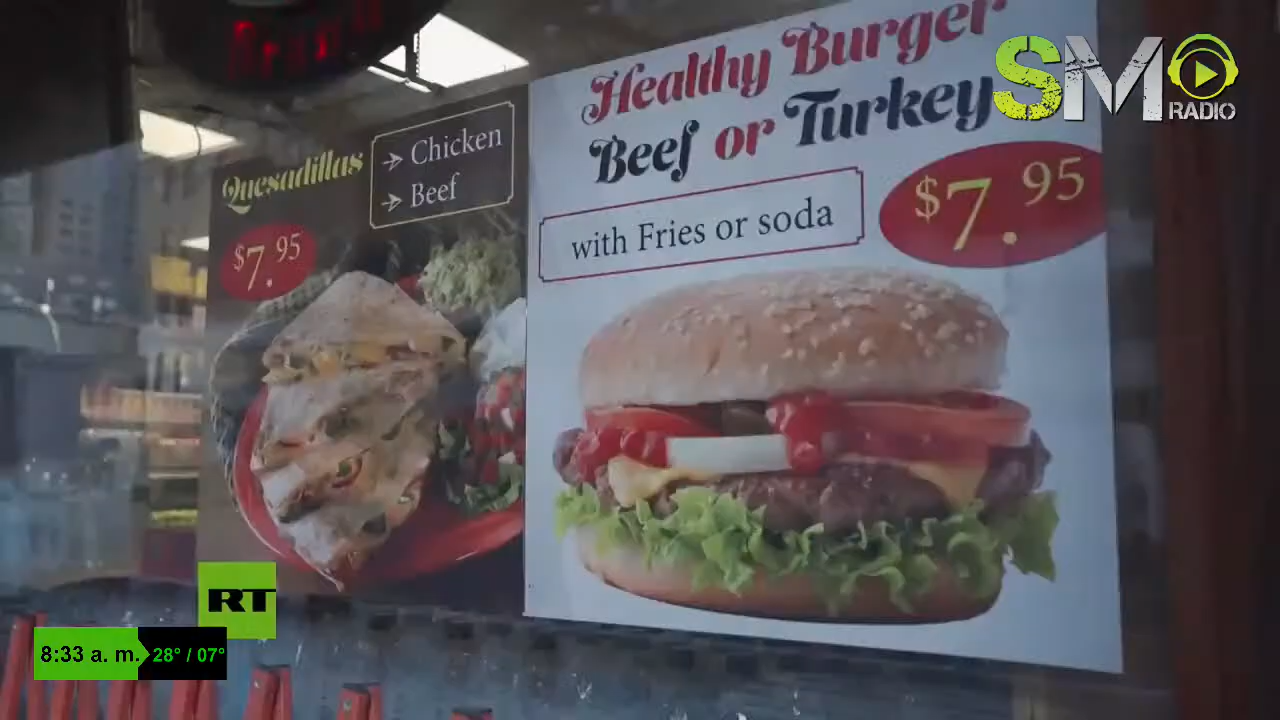 Quesadillas
→ Chicken
→ Beef
$7.95
Healthy Burger
Beef or Turkey
with Fries or soda
$7.95
SM
RADIO
RT
8:33 a. m.
28° / 07°